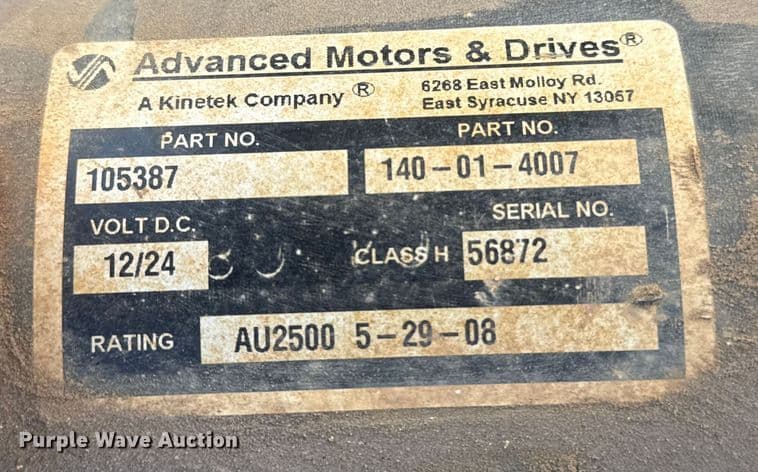 Advanced Motors & Drives®
A Kinetek Company ®
6268 East Molloy Rd.
East Syracuse NY 13057
PART NO.
105387
PART NO.
140-01-4007
VOLT D.C.
12/24
CLASS H
SERIAL NO.
56872
RATING
AU2500 5-29-08
Purple Wave Auction